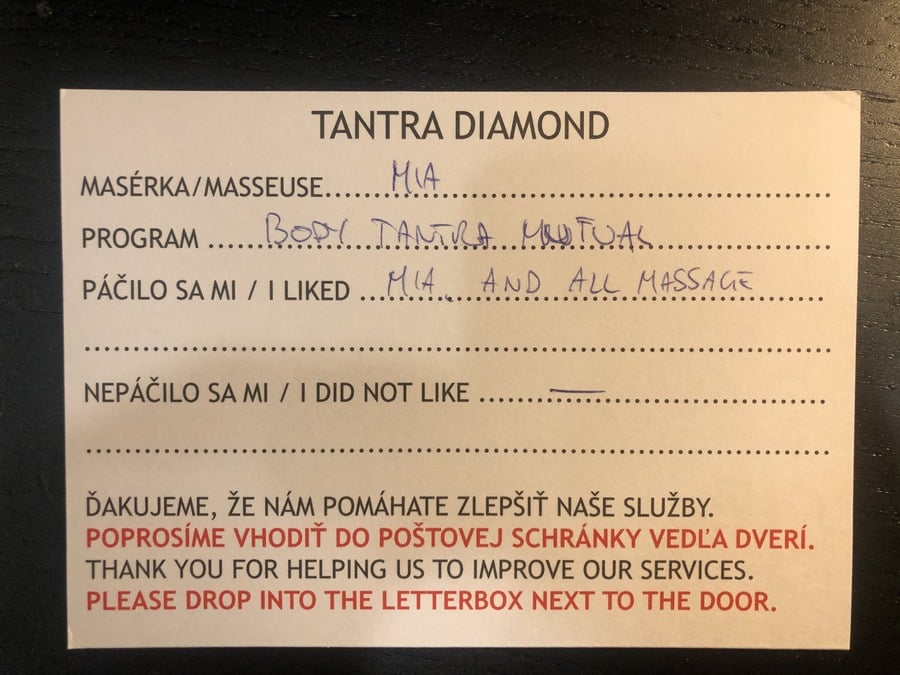 TANTRA DIAMOND
MASÉRKA/MASSEUSE..... MIA
PROGRAM ..... BODY TANTRA MUTUAL
PÁČILO SA MI / I LIKED ... MIA, AND ALL MASSAGE
NEPÁČILO SA MI / I DID NOT LIKE ..... —
ĎAKUJEME, ŽE NÁM POMÁHATE ZLEPŠIŤ NAŠE SLUŽBY.
POPROSÍME VHODIŤ DO POŠTOVEJ SCHRÁNKY VEDĽA DVERÍ.
THANK YOU FOR HELPING US TO IMPROVE OUR SERVICES.
PLEASE DROP INTO THE LETTERBOX NEXT TO THE DOOR.